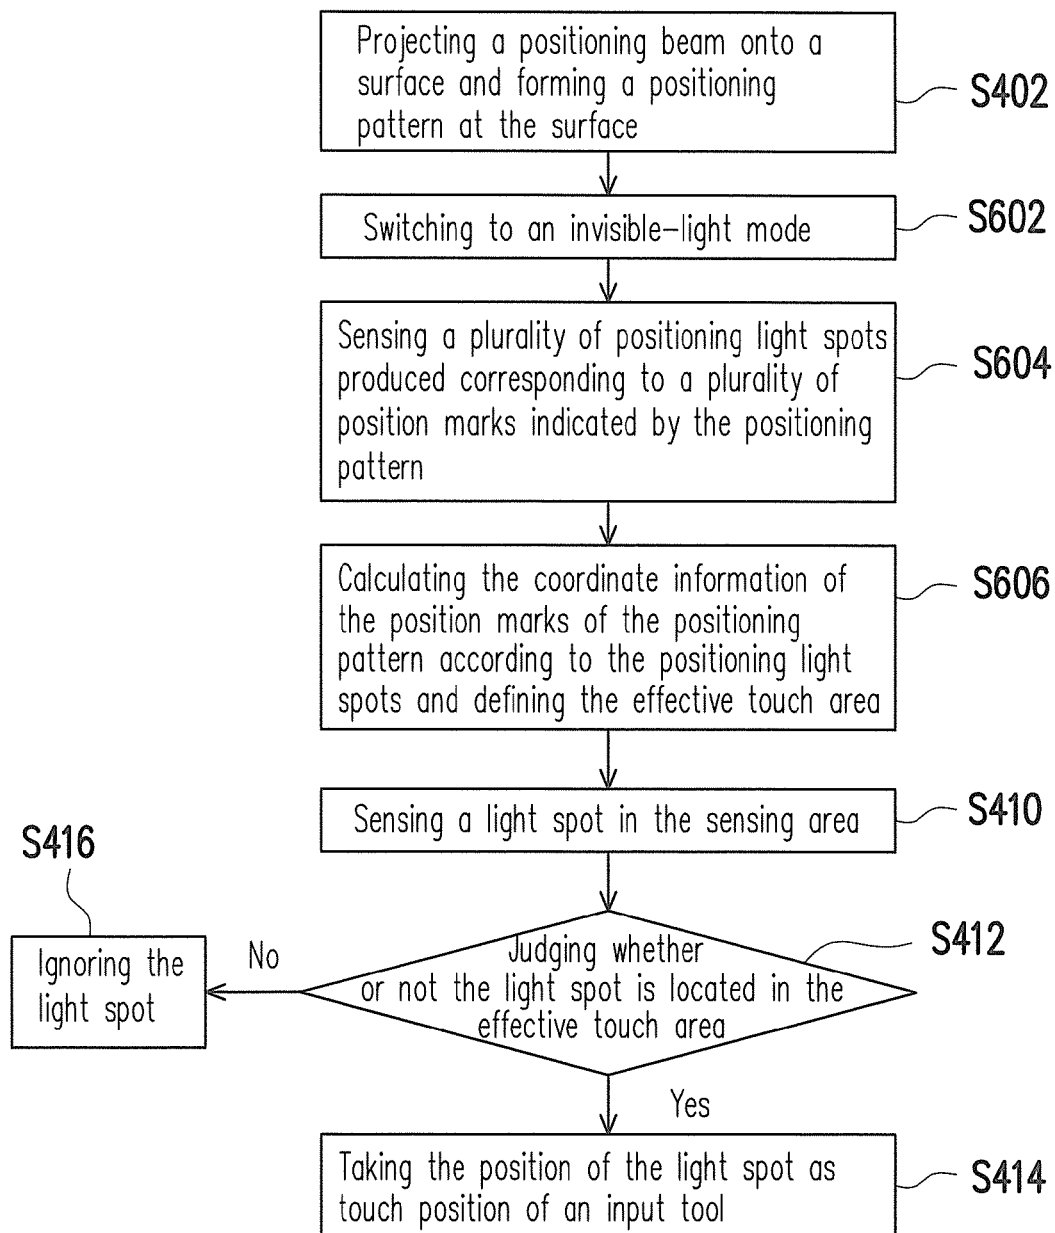 Projecting a positioning beam onto a
surface and forming a positioning
pattern at the surface
S402
Switching to an invisible-light mode
S602
Sensing a plurality of positioning light spots
produced corresponding to a plurality of
position marks indicated by the positioning
pattern
S604
Calculating the coordinate information of
the position marks of the positioning
pattern according to the positioning light
spots and defining the effective touch area
S606
Sensing a light spot in the sensing area
S410
Judging whether
or not the light spot is located in the
effective touch area
S412
No
S416
Ignoring the
light spot
Yes
Taking the position of the light spot as
touch position of an input tool
S414